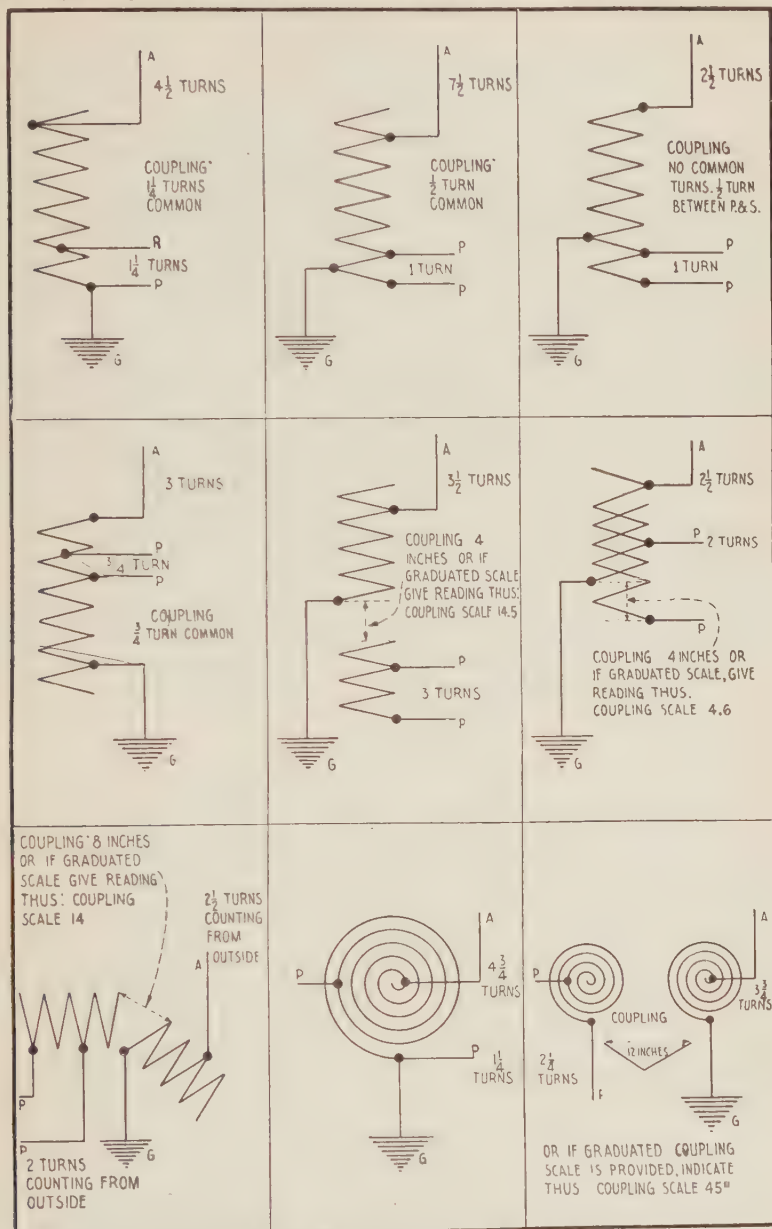 A
4½ TURNS
COUPLING
1¼ TURNS
COMMON
R
1¼ TURNS
P
G
A
7½ TURNS
COUPLING
½ TURN
COMMON
P
1 TURN
P
G
A
2½ TURNS
COUPLING
NO COMMON
TURNS. ½ TURN
BETWEEN P.& S.
P
1 TURN
P
G
A
3 TURNS
P
¾ TURN
P
COUPLING
¾ TURN COMMON
G
A
3½ TURNS
COUPLING 4
INCHES OR IF
GRADUATED SCALE
GIVE READING THUS:
COUPLING SCALE 14.5
P
3 TURNS
P
G
A
2½ TURNS
P 2 TURNS
P
COUPLING 4 INCHES OR
IF GRADUATED SCALE, GIVE
READING THUS.
COUPLING SCALE 4.6
G
COUPLING 8 INCHES
OR IF GRADUATED
SCALE GIVE READING
THUS: COUPLING
SCALE 14
2½ TURNS
COUNTING
FROM
OUTSIDE
A
P
P
G
2 TURNS
COUNTING FROM
OUTSIDE
A
P
4¾
TURNS
P
1¼
TURNS
G
A
P
3¾
TURNS
COUPLING
12 INCHES
2¼
TURNS
P
G
OR IF GRADUATED COUPLING
SCALE IS PROVIDED, INDICATE
THUS COUPLING SCALE 45"